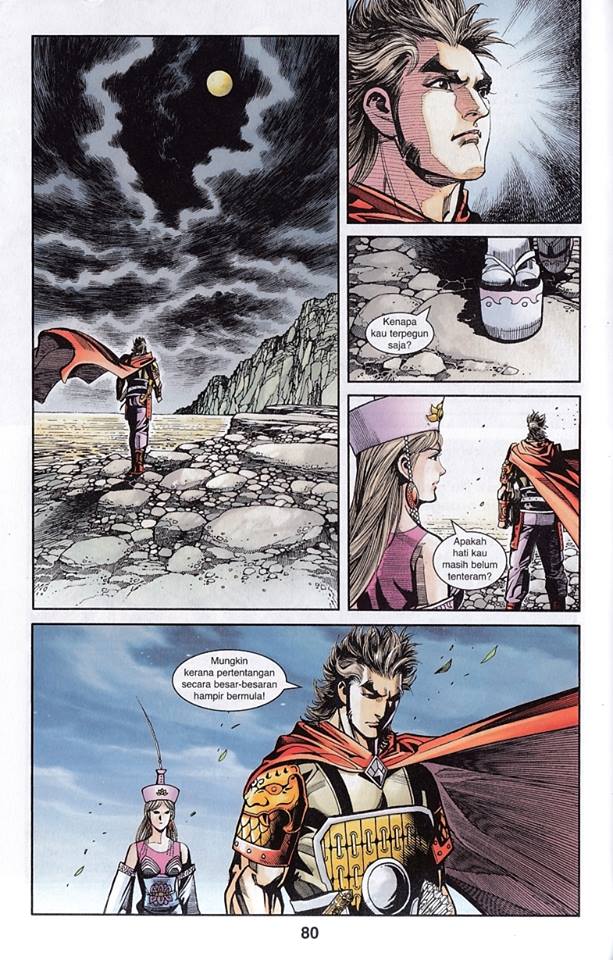 Kenapa
kau terpegun
saja?
Apakah
hati kau
masih belum
tenteram?
Mungkin
kerana pertentangan
secara besar-besaran
hampir bermula!
80